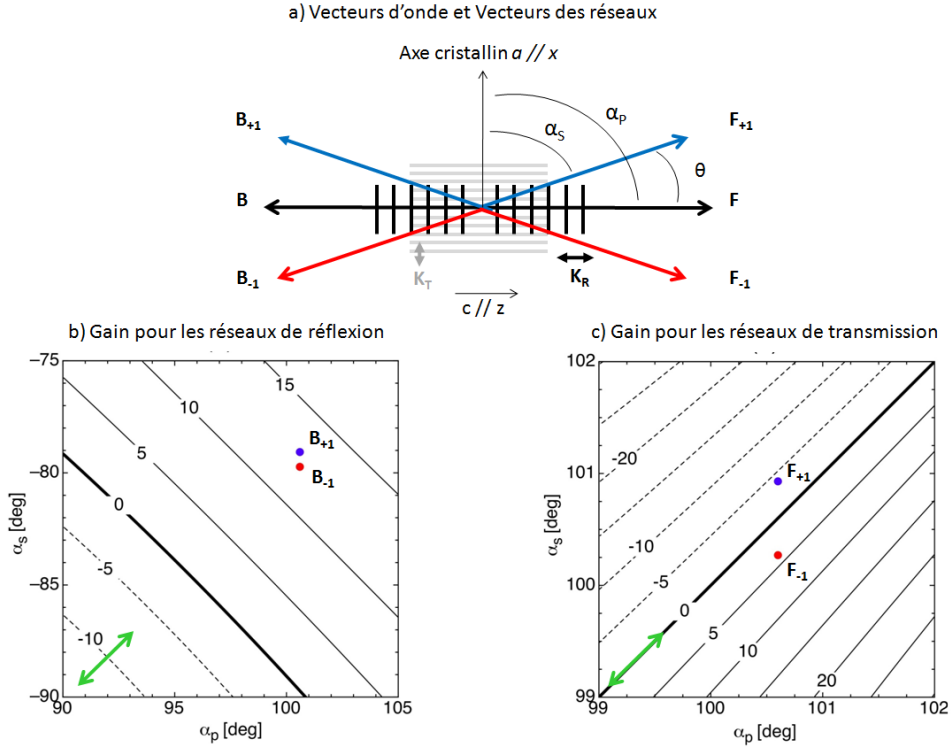 a) Vecteurs d'onde et Vecteurs des réseaux
Axe cristallin a // x
B+1
αP
αS
F+1
θ
B
F
B-1
KT
KR
F-1
c // z
b) Gain pour les réseaux de réflexion
c) Gain pour les réseaux de transmission
−75
−80
−85
−90
αs [deg]
15
10
5
0
-5
-10
B+1
B-1
90
95
100
105
αp [deg]
102
101
100
99
αs [deg]
-20
-10
-5
0
5
10
20
F+1
F-1
99
100
101
102
αp [deg]